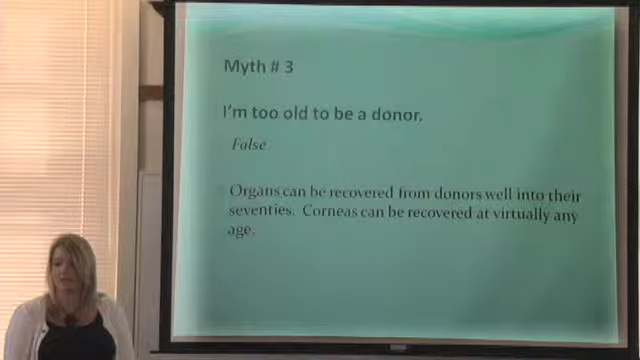 Myth # 3
I'm too old to be a donor.
False
Organs can be recovered from donors well into their
seventies.  Corneas can be recovered at virtually any
age.